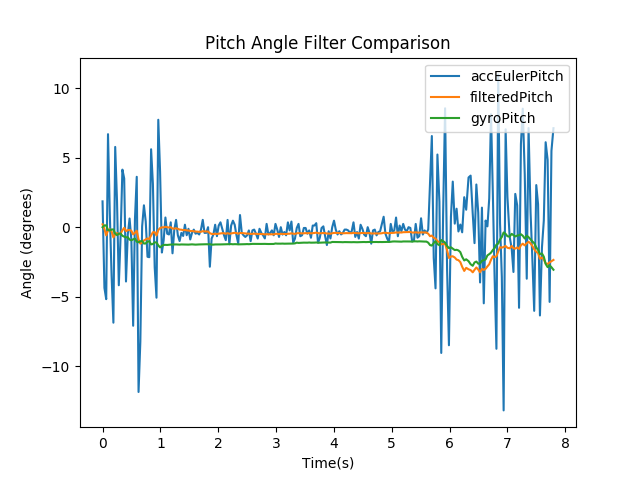 Pitch Angle Filter Comparison
accEulerPitch
filteredPitch
gyroPitch
Angle (degrees)
10
5
0
−5
−10
0 1 2 3 4 5 6 7 8
Time(s)